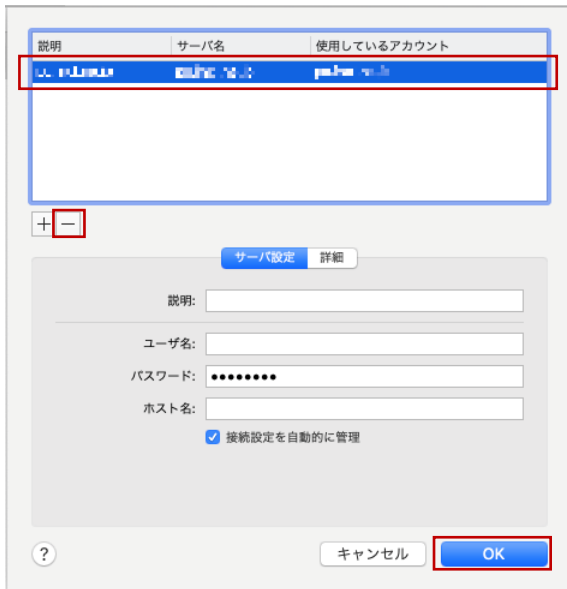 説明 サーバ名 使用しているアカウント
+ −
サーバ設定 詳細
説明:
ユーザ名:
パスワード: ●●●●●●●●
ホスト名:
接続設定を自動的に管理
? キャンセル OK